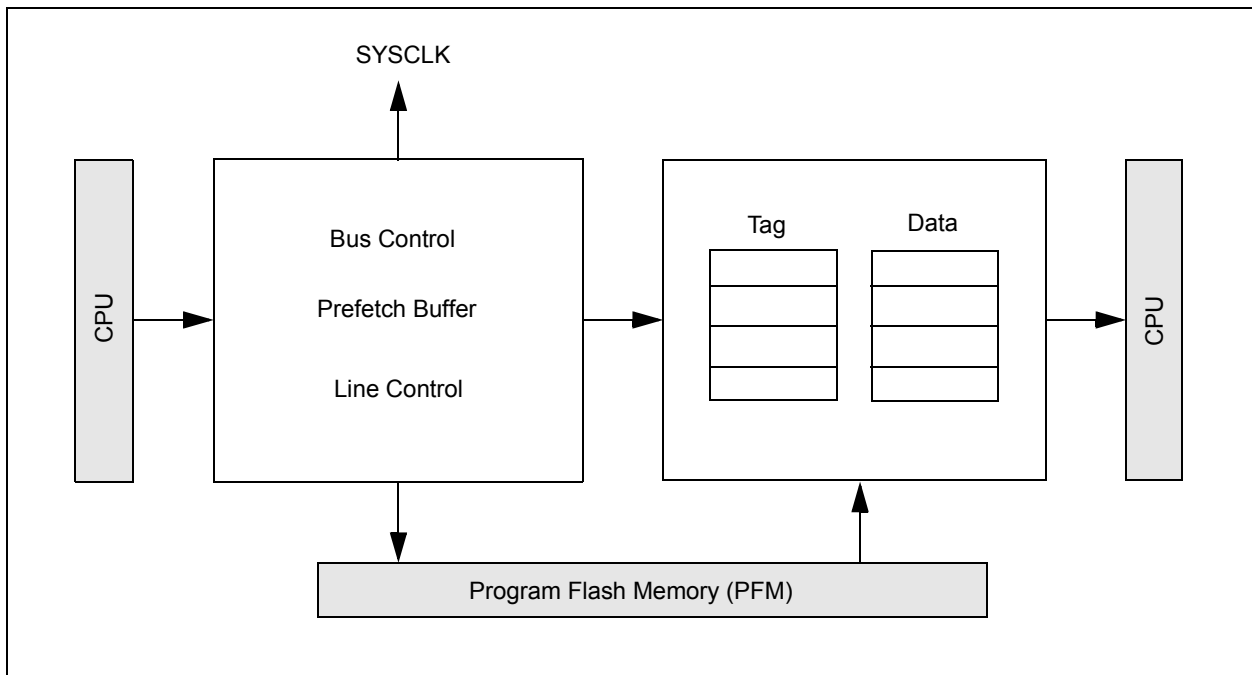 SYSCLK
CPU
Bus Control
Prefetch Buffer
Line Control
Tag
Data
CPU
Program Flash Memory (PFM)